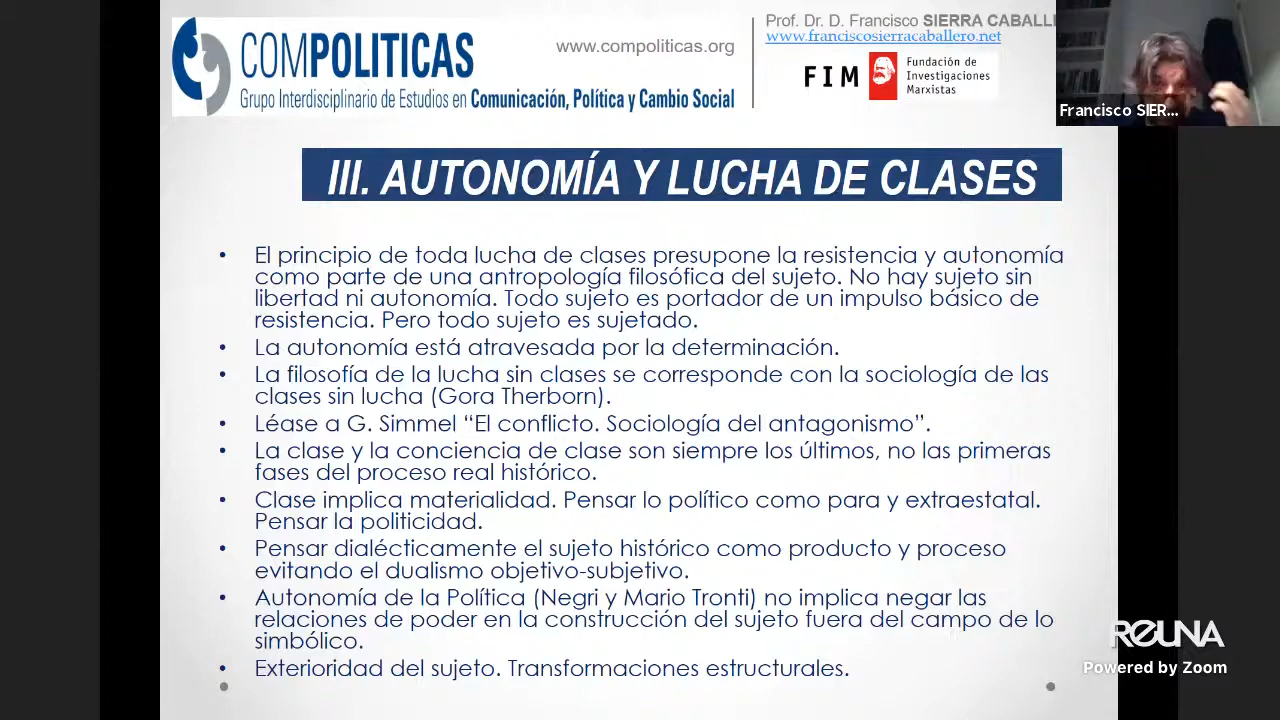 COMPOLITICAS
Grupo Interdisciplinario de Estudios en Comunicación, Política y Cambio Social
www.compoliticas.org
Prof. Dr. D. Francisco SIERRA CABALL
www.franciscosierracaballero.net
FIM
Fundación de
Investigaciones
Marxistas
Francisco SIER...
III. AUTONOMÍA Y LUCHA DE CLASES
• El principio de toda lucha de clases presupone la resistencia y autonomía
como parte de una antropología filosófica del sujeto. No hay sujeto sin
libertad ni autonomía. Todo sujeto es portador de un impulso básico de
resistencia. Pero todo sujeto es sujetado.
• La autonomía está atravesada por la determinación.
• La filosofía de la lucha sin clases se corresponde con la sociología de las
clases sin lucha (Gora Therborn).
• Léase a G. Simmel “El conflicto. Sociología del antagonismo”.
• La clase y la conciencia de clase son siempre los últimos, no las primeras
fases del proceso real histórico.
• Clase implica materialidad. Pensar lo político como para y extraestatal.
Pensar la politicidad.
• Pensar dialécticamente el sujeto histórico como producto y proceso
evitando el dualismo objetivo-subjetivo.
• Autonomía de la Política (Negri y Mario Tronti) no implica negar las
relaciones de poder en la construcción del sujeto fuera del campo de lo
simbólico.
• Exterioridad del sujeto. Transformaciones estructurales.
REUNA
Powered by Zoom